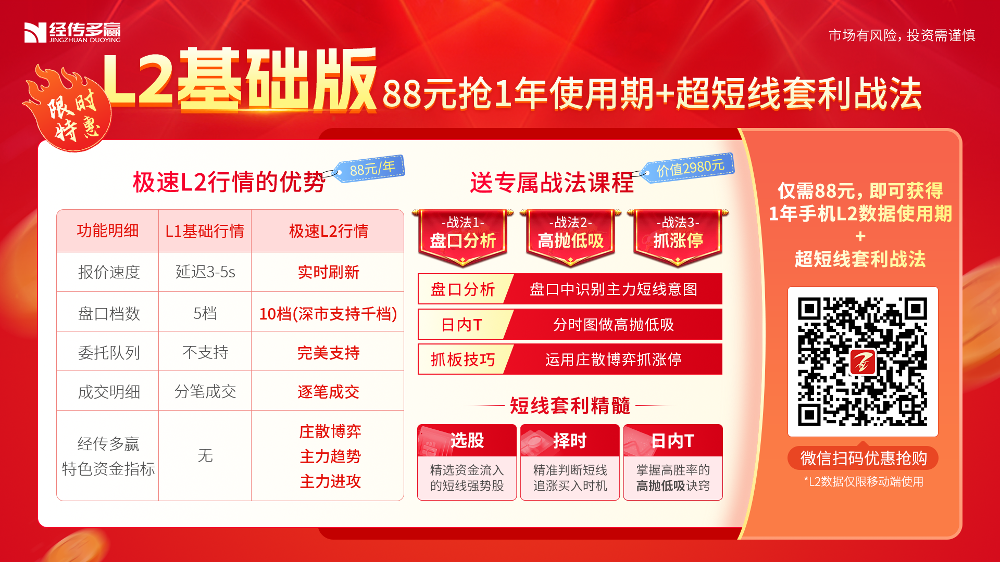 经传多赢
JINGZHUAN DUOYING
市场有风险，投资需谨慎
限时
特惠
L2基础版
88元抢1年使用期+超短线套利战法
极速L2行情的优势
88元/年
功能明细 L1基础行情 极速L2行情
报价速度 延迟3-5s 实时刷新
盘口档数 5档 10档(深市支持千档)
委托队列 不支持 完美支持
成交明细 分笔成交 逐笔成交
经传多赢
特色资金指标
无
庄散博弈
主力趋势
主力进攻
送专属战法课程
价值2980元
-战法1-
盘口分析
-战法2-
高抛低吸
-战法3-
抓涨停
盘口分析 盘口中识别主力短线意图
日内T 分时图做高抛低吸
抓板技巧 运用庄散博弈抓涨停
短线套利精髓
选股
精选资金流入
的短线强势股
择时
精准判断短线
追涨买入时机
日内T
掌握高胜率的
高抛低吸诀窍
仅需88元，即可获得
1年手机L2数据使用期
+
超短线套利战法
微信扫码优惠抢购
*L2数据仅限移动端使用